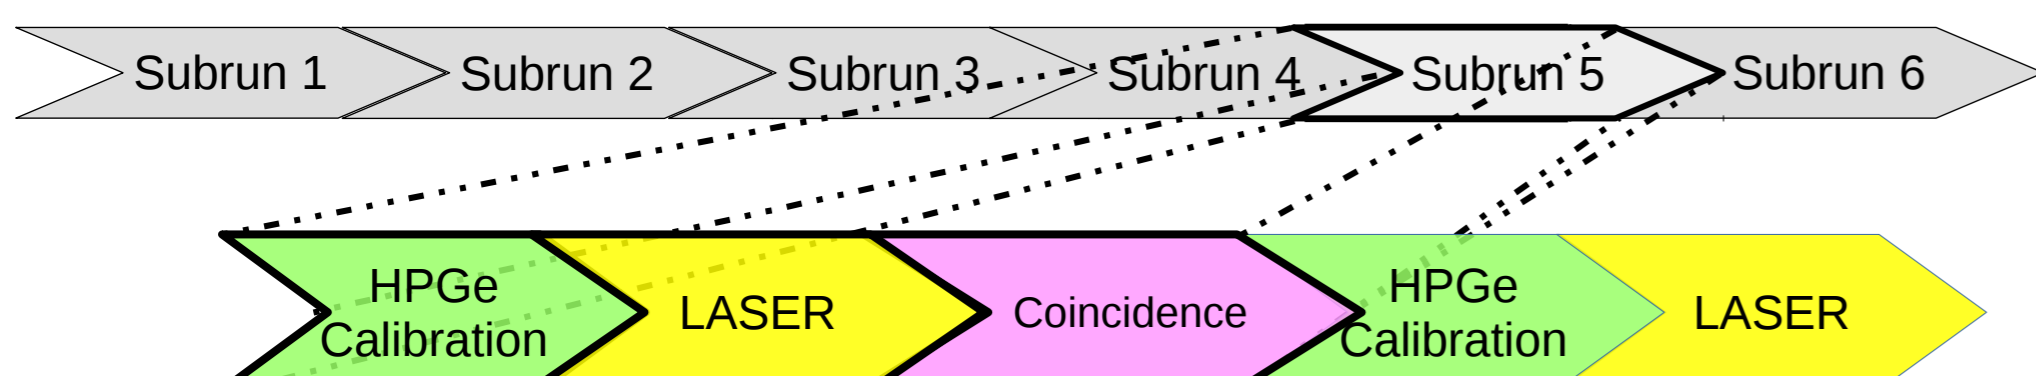 Subrun 1 Subrun 2 Subrun 3 Subrun 4 Subrun 5 Subrun 6
HPGe
Calibration
LASER
Coincidence
HPGe
Calibration
LASER